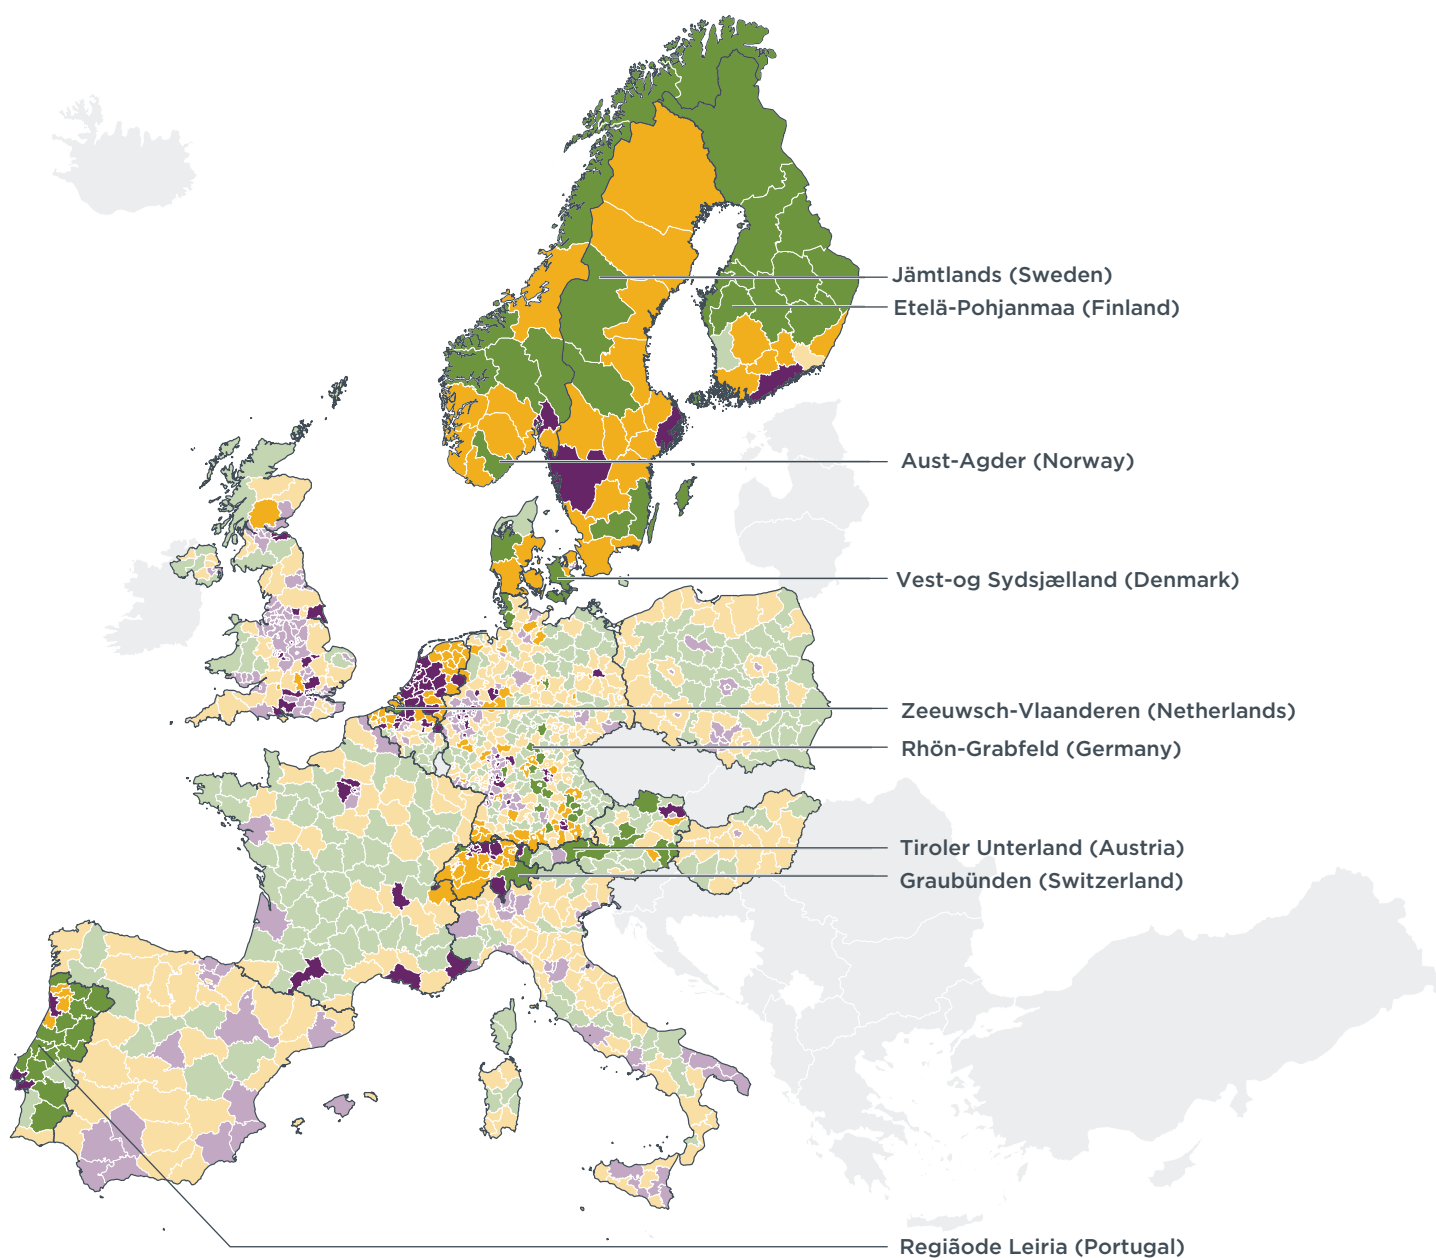 Jämtlands (Sweden)
Etelä-Pohjanmaa (Finland)
Aust-Agder (Norway)
Vest-og Sydsjælland (Denmark)
Zeeuwsch-Vlaanderen (Netherlands)
Rhön-Grabfeld (Germany)
Tiroler Unterland (Austria)
Graubünden (Switzerland)
Regiãode Leiria (Portugal)